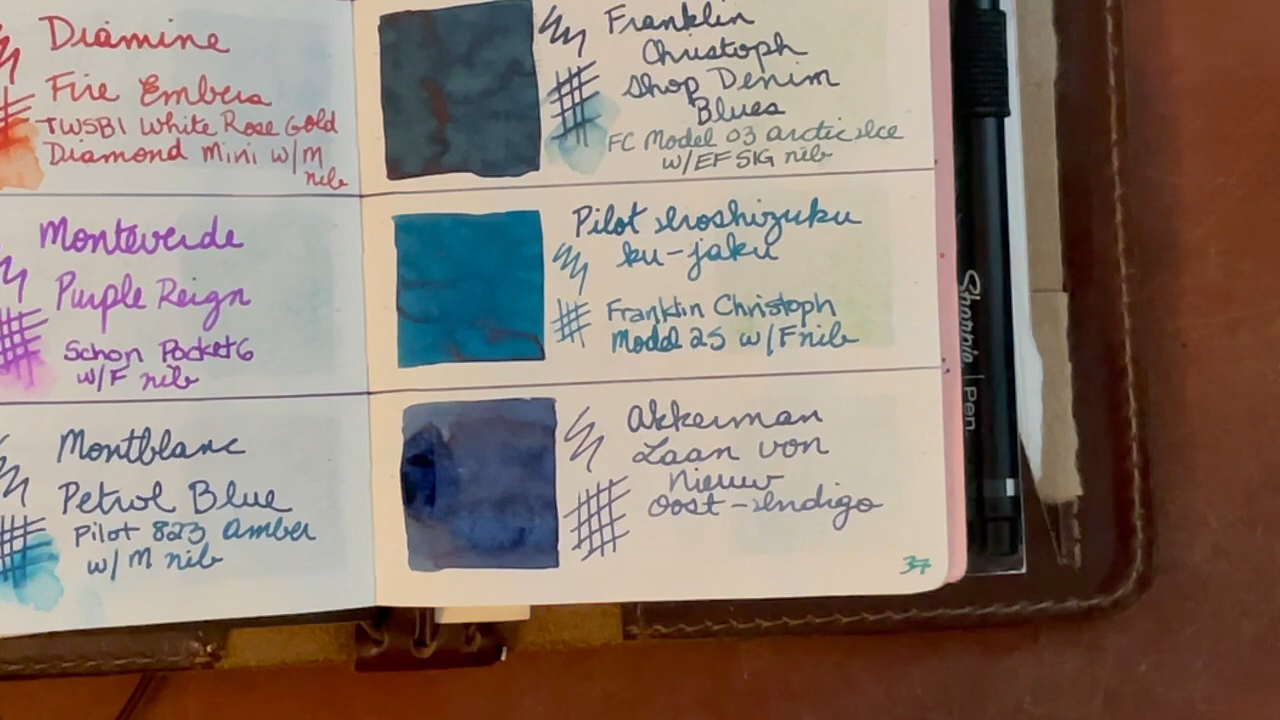 Diamine
Fire Embers
TWSBI White Rose Gold
Diamond Mini w/M
nib
Monteverde
Purple Reign
Schon Pocket 6
w/F nib
Montblanc
Petrol Blue
Pilot 823 Amber
w/ M nib
Franklin
Christoph
Shop Denim
Blues
FC Model 03 Arctic Ice
w/EF SIG nib
Pilot Iroshizuku
ku-jaku
Franklin Christoph
Model 25 w/F nib
Akkerman
Laan von
Nieuw
Oost-Indigo
37
Sharpie | Pen